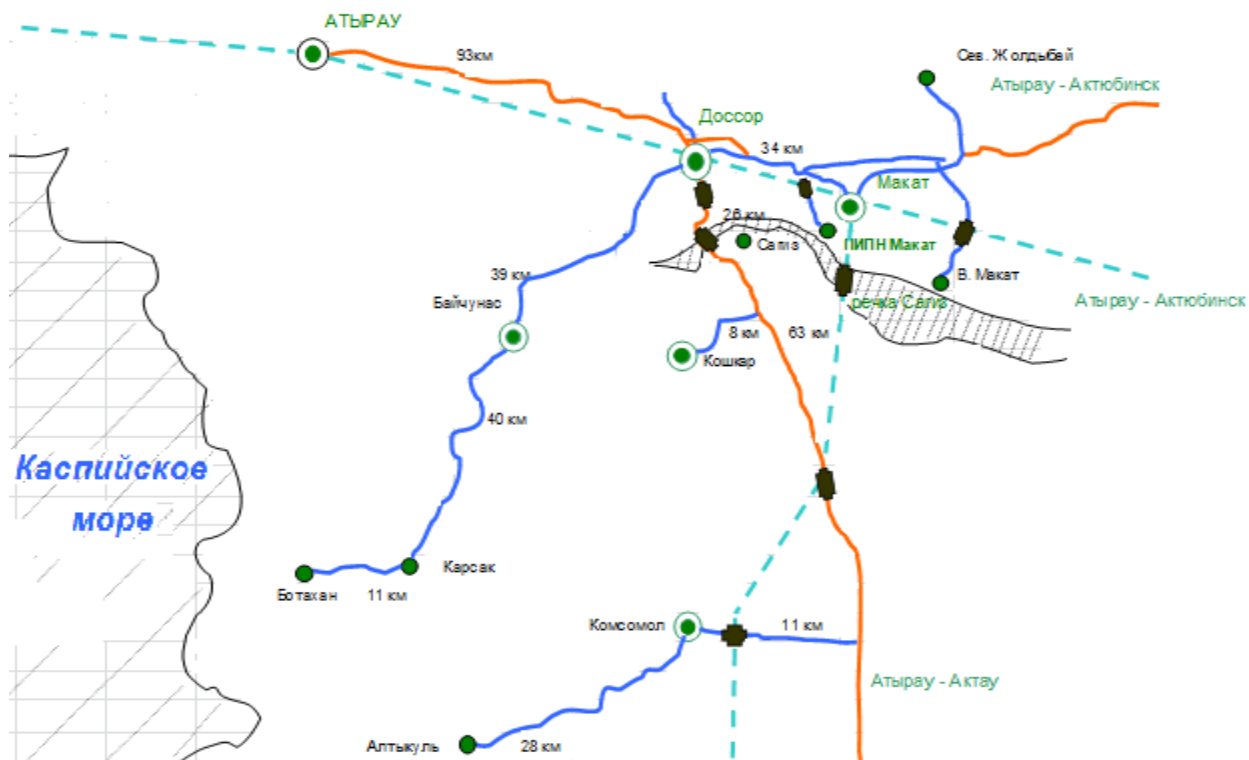 АТЫРАУ
93км
Сев. Жолдыбай
Атырау - Актюбинск
Доссор
34 км
Макат
26 км
Сагиз
ПИПН Макат
В. Макат
39 км
Байчунас
речка Сагиз
Атырау - Актюбинск
8 км
63 км
Кошкар
40 км
Каспийское
море
Карсак
Ботахан
11 км
Комсомол
11 км
Атырау - Актау
Алтыкуль
28 км